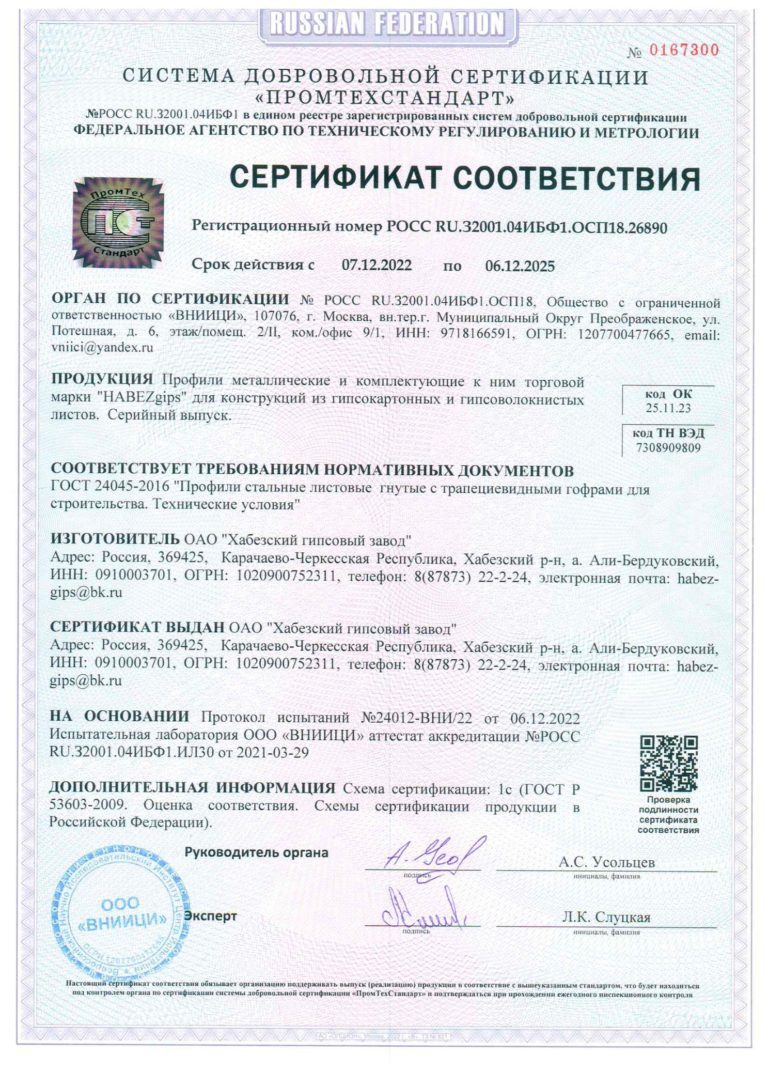 RUSSIAN FEDERATION
№ 0167300
СИСТЕМА ДОБРОВОЛЬНОЙ СЕРТИФИКАЦИИ
«ПРОМТЕХСТАНДАРТ»
№РОСС RU.32001.04ИБФ1 в едином реестре зарегистрированных систем добровольной сертификации
ФЕДЕРАЛЬНОЕ АГЕНТСТВО ПО ТЕХНИЧЕСКОМУ РЕГУЛИРОВАНИЮ И МЕТРОЛОГИИ
СЕРТИФИКАТ СООТВЕТСТВИЯ
ПромТех
ПСТ
Стандарт
Регистрационный номер РОСС RU.32001.04ИБФ1.ОСП18.26890
Срок действия с 07.12.2022 по 06.12.2025
ОРГАН ПО СЕРТИФИКАЦИИ № РОСС RU.32001.04ИБФ1.ОСП18, Общество с ограниченной
ответственностью «ВНИИЦИ», 107076, г. Москва, вн.тер.г. Муниципальный Округ Преображенское, ул.
Потешная, д. 6, этаж/помещ. 2/II, ком./офис 9/1, ИНН: 9718166591, ОГРН: 1207700477665, email:
vniici@yandex.ru
ПРОДУКЦИЯ Профили металлические и комплектующие к ним торговой
марки "HABEZgips" для конструкций из гипсокартонных и гипсоволокнистых
листов. Серийный выпуск.
код ОК
25.11.23
код ТН ВЭД
7308909809
СООТВЕТСТВУЕТ ТРЕБОВАНИЯМ НОРМАТИВНЫХ ДОКУМЕНТОВ
ГОСТ 24045-2016 "Профили стальные листовые гнутые с трапециевидными гофрами для
строительства. Технические условия"
ИЗГОТОВИТЕЛЬ ОАО "Хабезский гипсовый завод"
Адрес: Россия, 369425, Карачаево-Черкесская Республика, Хабезский р-н, а. Али-Бердуковский,
ИНН: 0910003701, ОГРН: 1020900752311, телефон: 8(87873) 22-2-24, электронная почта: habez-
gips@bk.ru
СЕРТИФИКАТ ВЫДАН ОАО "Хабезский гипсовый завод"
Адрес: Россия, 369425, Карачаево-Черкесская Республика, Хабезский р-н, а. Али-Бердуковский,
ИНН: 0910003701, ОГРН: 1020900752311, телефон: 8(87873) 22-2-24, электронная почта: habez-
gips@bk.ru
НА ОСНОВАНИИ Протокол испытаний №24012-ВНИ/22 от 06.12.2022
Испытательная лаборатория ООО «ВНИИЦИ» аттестат аккредитации №РОСС
RU.32001.04ИБФ1.ИЛ30 от 2021-03-29
ДОПОЛНИТЕЛЬНАЯ ИНФОРМАЦИЯ Схема сертификации: 1с (ГОСТ Р
53603-2009. Оценка соответствия. Схемы сертификации продукции в
Российской Федерации).
Проверка
подлинности
сертификата
соответствия
Руководитель органа
подпись
А.С. Усольцев
инициалы, фамилия
ООО
«ВНИИЦИ»
Эксперт
подпись
Л.К. Слуцкая
инициалы, фамилия
Настоящий сертификат соответствия обязывает организацию поддерживать выпуск (реализацию) продукции в соответствие с вышеуказанным стандартом, что будет находиться
под контролем органа по сертификации системы добровольной сертификации «ПромТехСтандарт» и подтверждаться при прохождении ежегодного инспекционного контроля